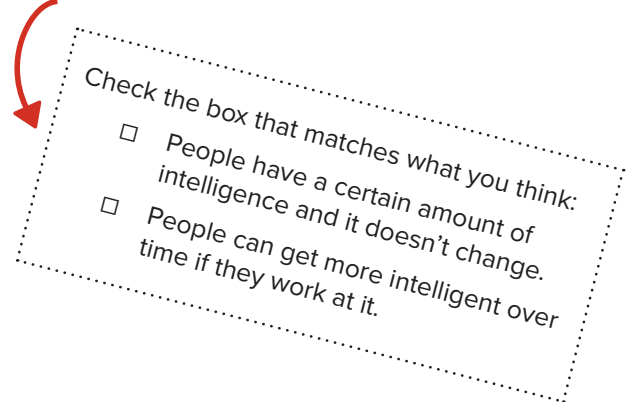 Check the box that matches what you think:
☐ People have a certain amount of
intelligence and it doesn’t change.
☐ People can get more intelligent over
time if they work at it.